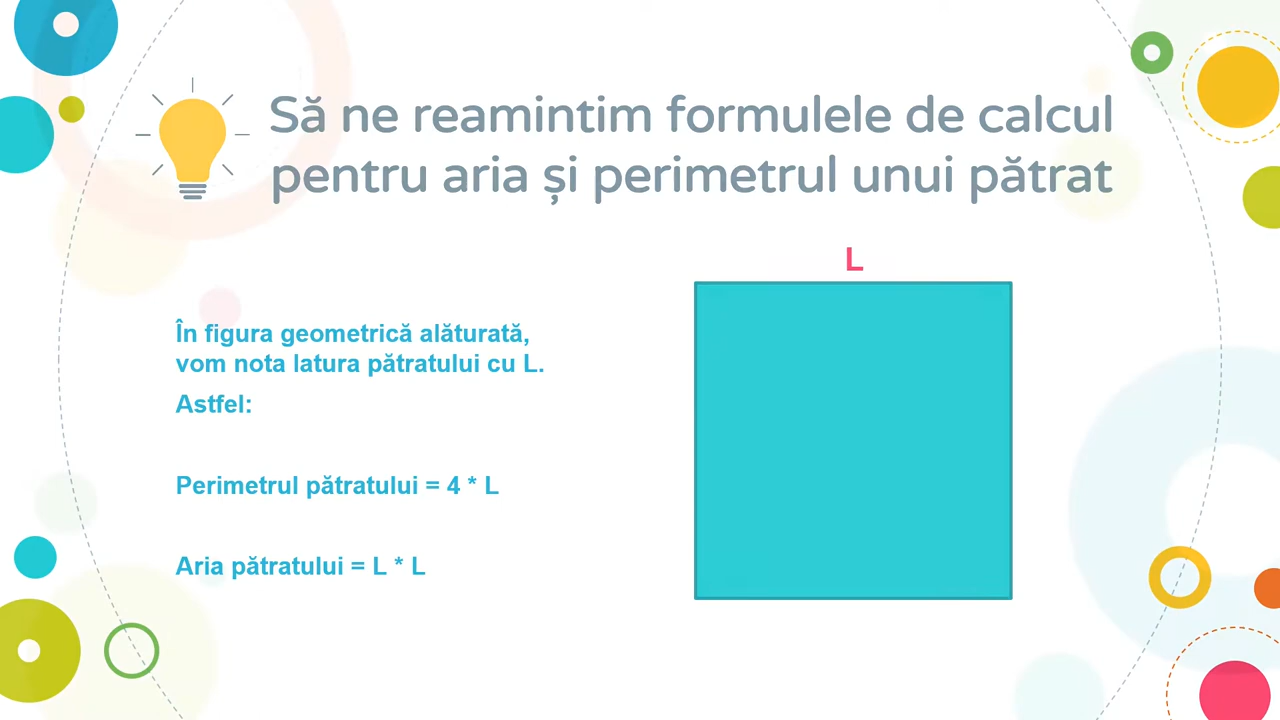 Să ne reamintim formulele de calcul
pentru aria și perimetrul unui pătrat
L
În figura geometrică alăturată,
vom nota latura pătratului cu L.
Astfel:
Perimetrul pătratului = 4 * L
Aria pătratului = L * L